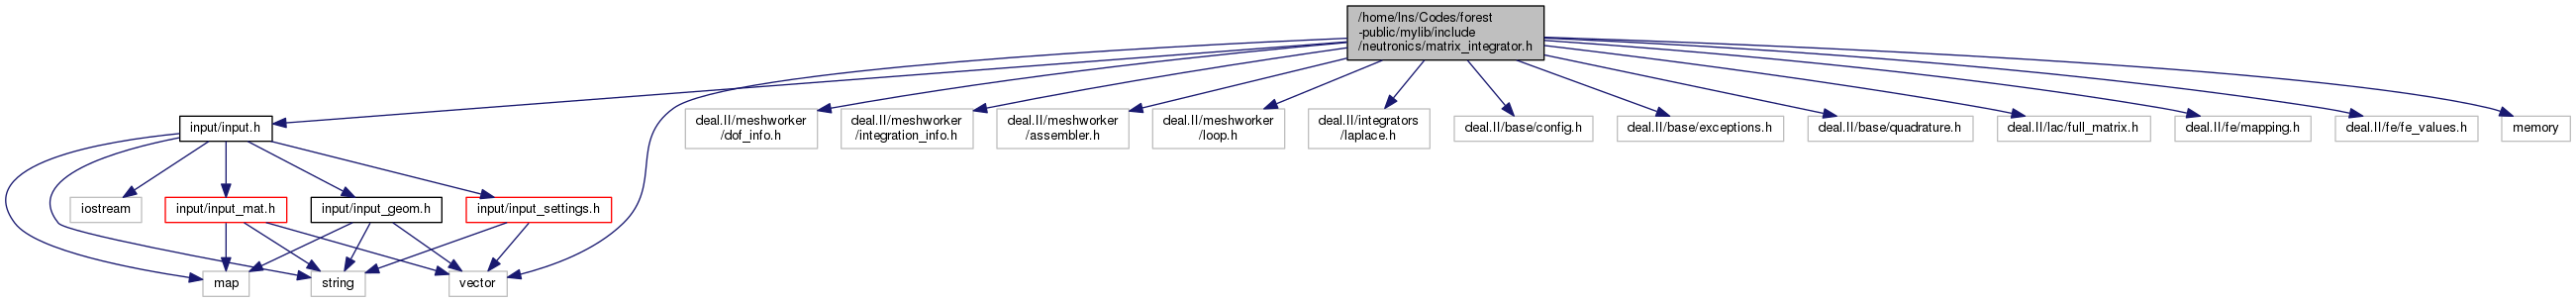 /home/lns/Codes/forest
-public/mylib/include
/neutronics/matrix_integrator.h
input/input.h
deal.II/meshworker
/dof_info.h
deal.II/meshworker
/integration_info.h
deal.II/meshworker
/assembler.h
deal.II/meshworker
/loop.h
deal.II/integrators
/laplace.h
deal.II/base/config.h
deal.II/base/exceptions.h
deal.II/base/quadrature.h
deal.II/lac/full_matrix.h
deal.II/fe/mapping.h
deal.II/fe/fe_values.h
memory
iostream
input/input_mat.h
input/input_geom.h
input/input_settings.h
map
string
vector